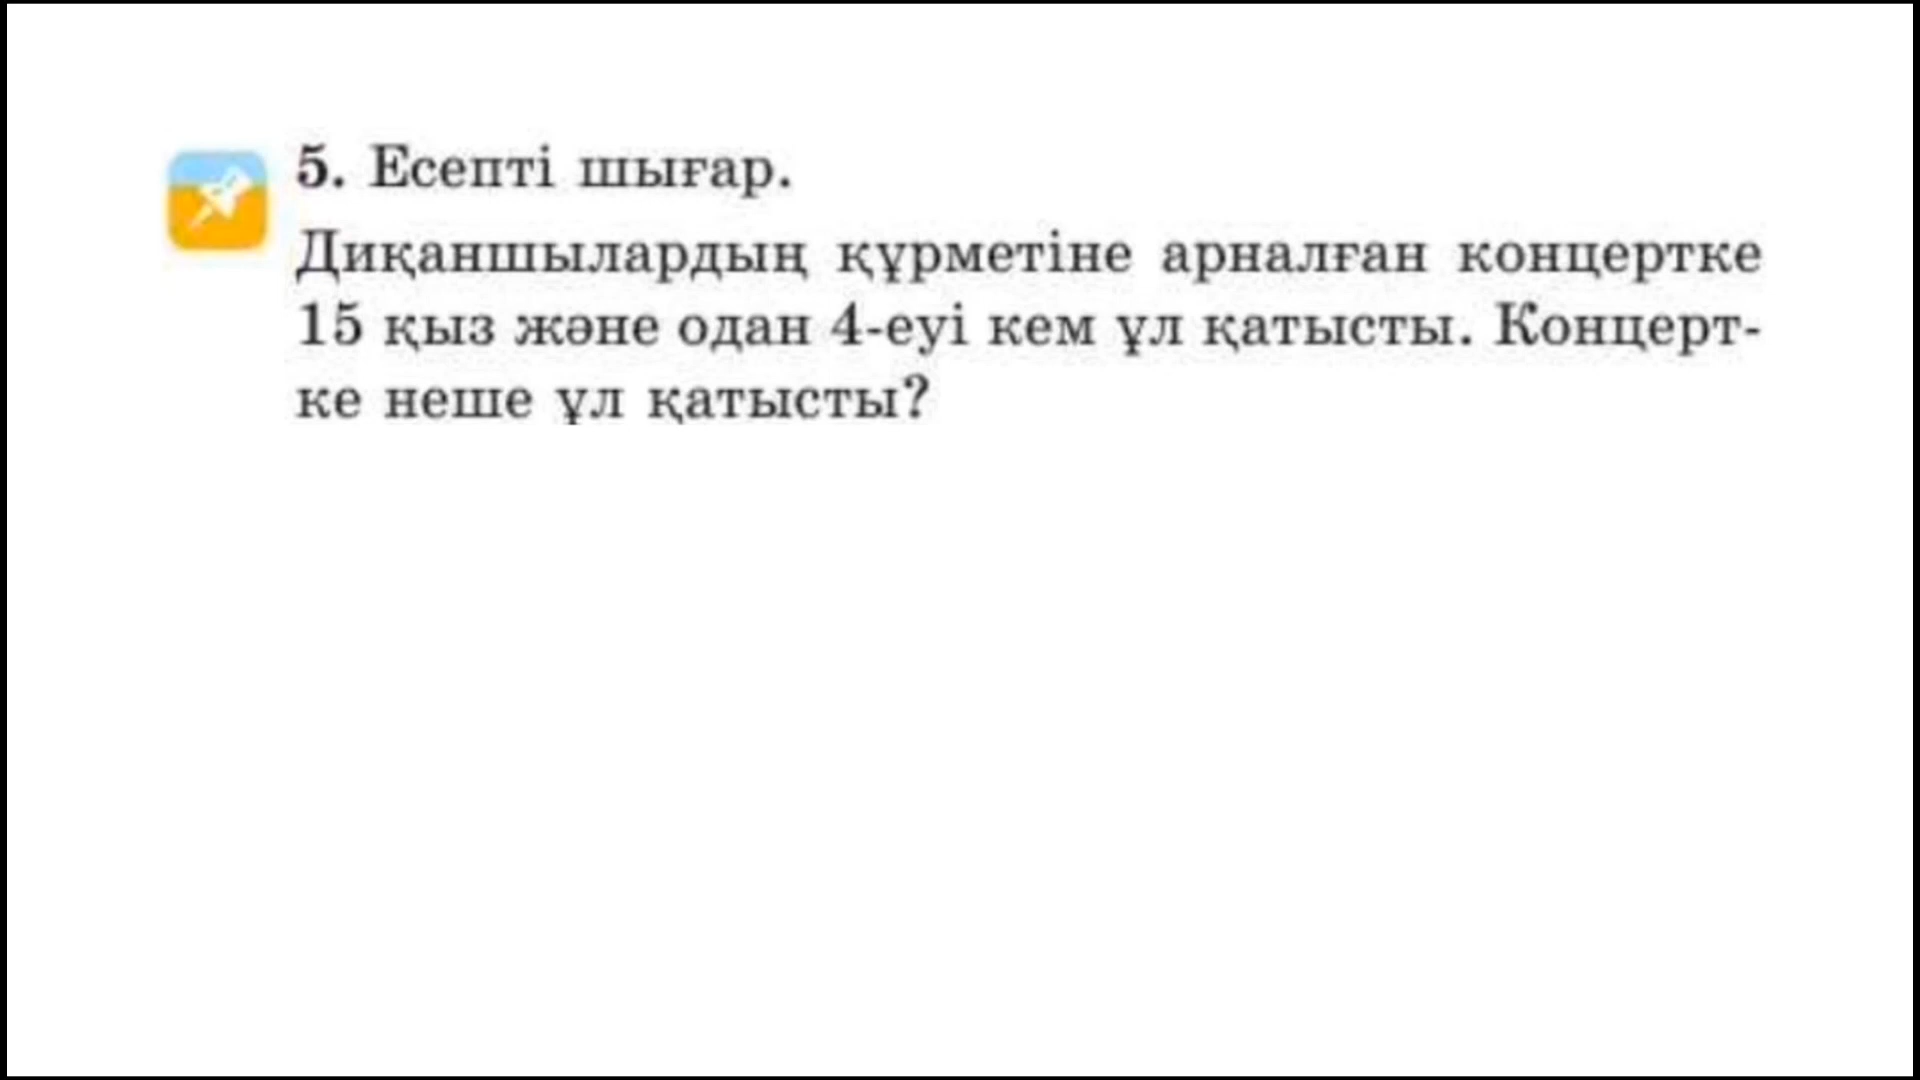 5. Есепті шығар.
Диқаншылардың құрметіне арналған концертке
15 қыз және одан 4-еуі кем ұл қатысты. Концерт-
ке неше ұл қатысты?